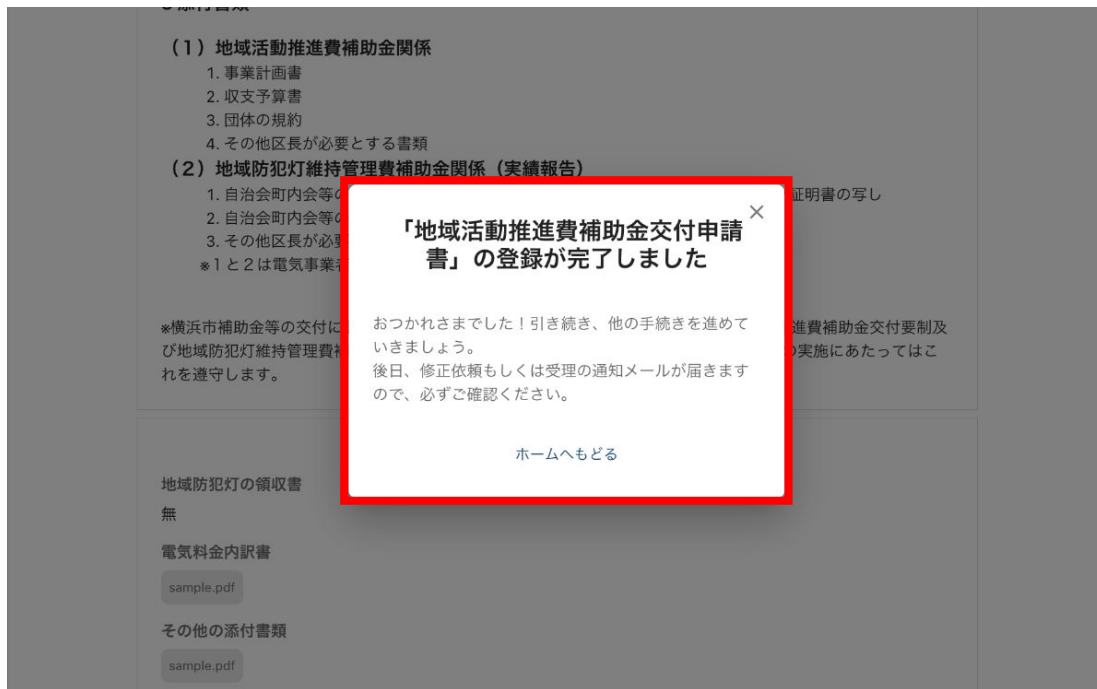 （1）地域活動推進費補助金関係
1. 事業計画書
2. 収支予算書
3. 団体の規約
4. その他区長が必要とする書類
（2）地域防犯灯維持管理費補助金関係（実績報告）
1. 自治会町内会等の
証明書の写し
2. 自治会町内会等の
3. その他区長が必要
※1と2は電気事業者
※横浜市補助金等の交付に
進費補助金交付要制及
び地域防犯灯維持管理費補
の実施にあたってはこ
れを遵守します。
×
「地域活動推進費補助金交付申請
書」の登録が完了しました
おつかれさまでした！引き続き、他の手続きを進めて
いきましょう。
後日、修正依頼もしくは受理の通知メールが届きます
ので、必ずご確認ください。
ホームへもどる
地域防犯灯の領収書
無
電気料金内訳書
sample.pdf
その他の添付書類
sample.pdf